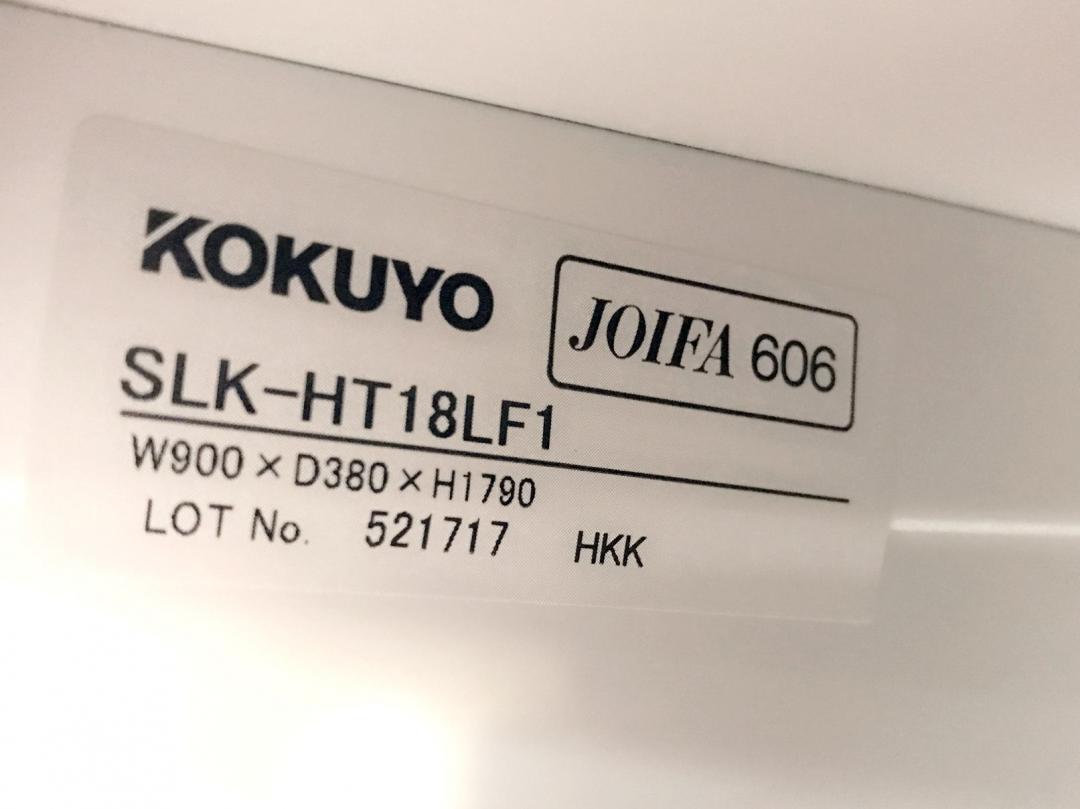 KOKUYO JOIFA 606
SLK-HT18LF1
W900×D380×H1790
LOT No. 521717 HKK